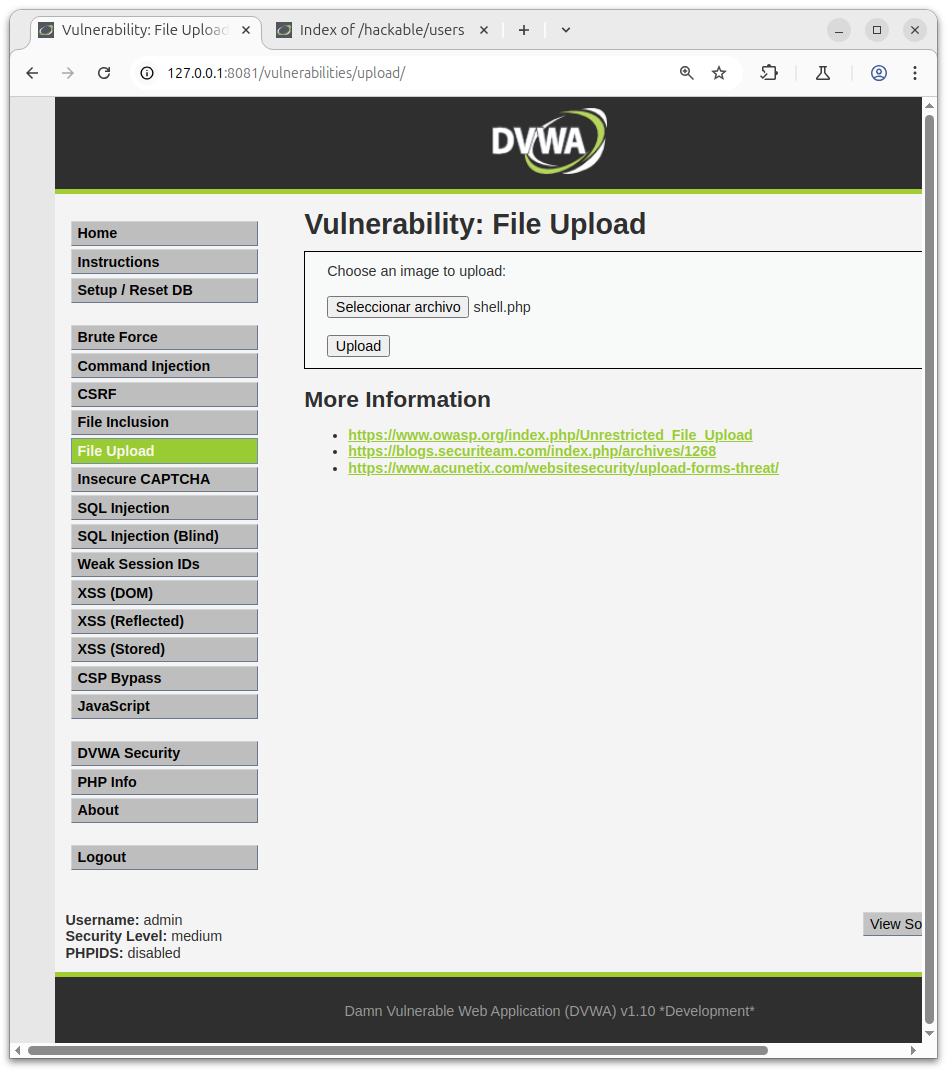 Vulnerability: File Upload
Index of /hackable/users
127.0.0.1:8081/vulnerabilities/upload/
DVWA
Home
Instructions
Setup / Reset DB
Brute Force
Command Injection
CSRF
File Inclusion
File Upload
Insecure CAPTCHA
SQL Injection
SQL Injection (Blind)
Weak Session IDs
XSS (DOM)
XSS (Reflected)
XSS (Stored)
CSP Bypass
JavaScript
DVWA Security
PHP Info
About
Logout
Vulnerability: File Upload
Choose an image to upload:
Seleccionar archivo shell.php
Upload
More Information
https://www.owasp.org/index.php/Unrestricted_File_Upload
https://blogs.securiteam.com/index.php/archives/1268
https://www.acunetix.com/websitesecurity/upload-forms-threat/
Username: admin
Security Level: medium
PHPIDS: disabled
View So
Damn Vulnerable Web Application (DVWA) v1.10 *Development*